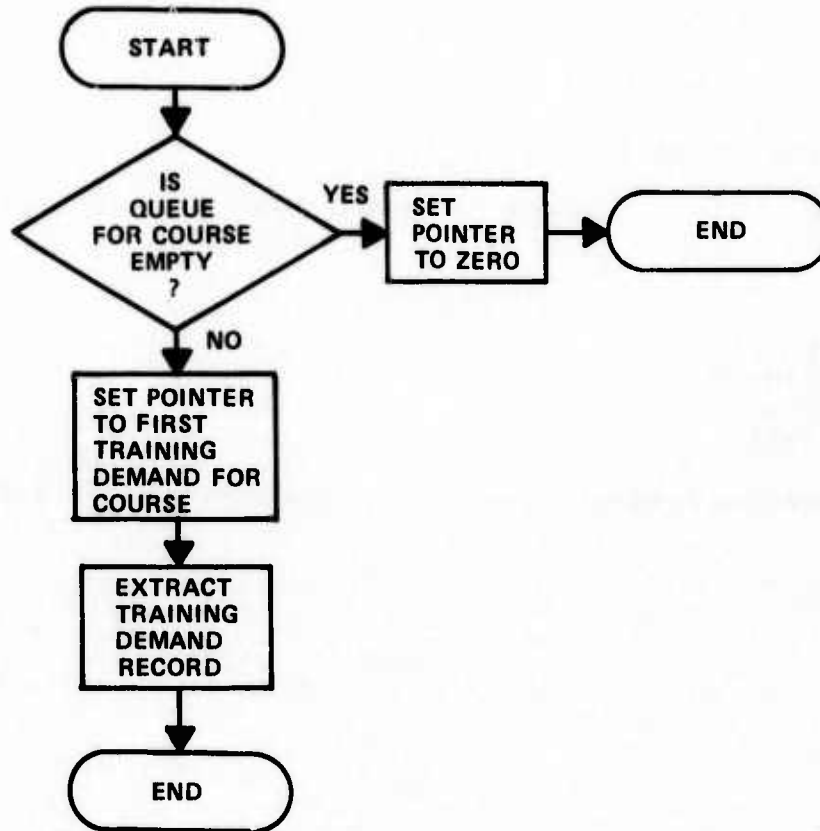 START
IS
QUEUE
FOR COURSE
EMPTY
?
YES
SET
POINTER
TO ZERO
END
NO
SET POINTER
TO FIRST
TRAINING
DEMAND FOR
COURSE
EXTRACT
TRAINING
DEMAND
RECORD
END